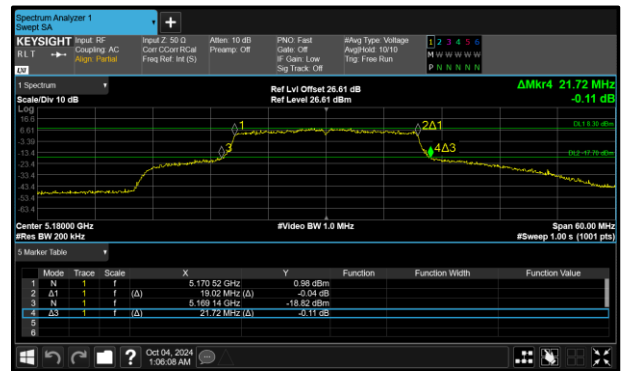 Spectrum Analyzer 1
Swept SA
+
KEYSIGHT Input: RF Input Z: 50 Ω Atten: 10 dB PNO: Fast #Avg Type: Voltage 1 2 3 4 5 6
RLT Coupling: AC Corr CCorr RCal Preamp: Off Gate: Off Avg|Hold: 10/10 M W W W W W
Align: Partial Freq Ref: Int (S) IF Gain: Low Trig: Free Run
Sig Track: Off P N N N N N
1 Spectrum
Ref Lvl Offset 26.61 dB ΔMkr4 21.72 MHz
Scale/Div 10 dB Ref Level 26.61 dBm -0.11 dB
Log
16.6
6.61 1 2Δ1 DL1 8.30 dBm
-3.39
-13.4 3 4Δ3 DL2 -17.70 dBm
-23.4
-33.4
-43.4
-53.4
-63.4
Center 5.18000 GHz #Video BW 1.0 MHz Span 60.00 MHz
#Res BW 200 kHz #Sweep 1.00 s (1001 pts)
5 Marker Table
Mode Trace Scale X Y Function Function Width Function Value
1 N 1 f 5.170 52 GHz 0.98 dBm
2 Δ1 1 f (Δ) 19.02 MHz (Δ) -0.04 dB
3 N 1 f 5.169 14 GHz -18.82 dBm
4 Δ3 1 f (Δ) 21.72 MHz (Δ) -0.11 dB
5
6
? Oct 04, 2024
1:06:08 AM